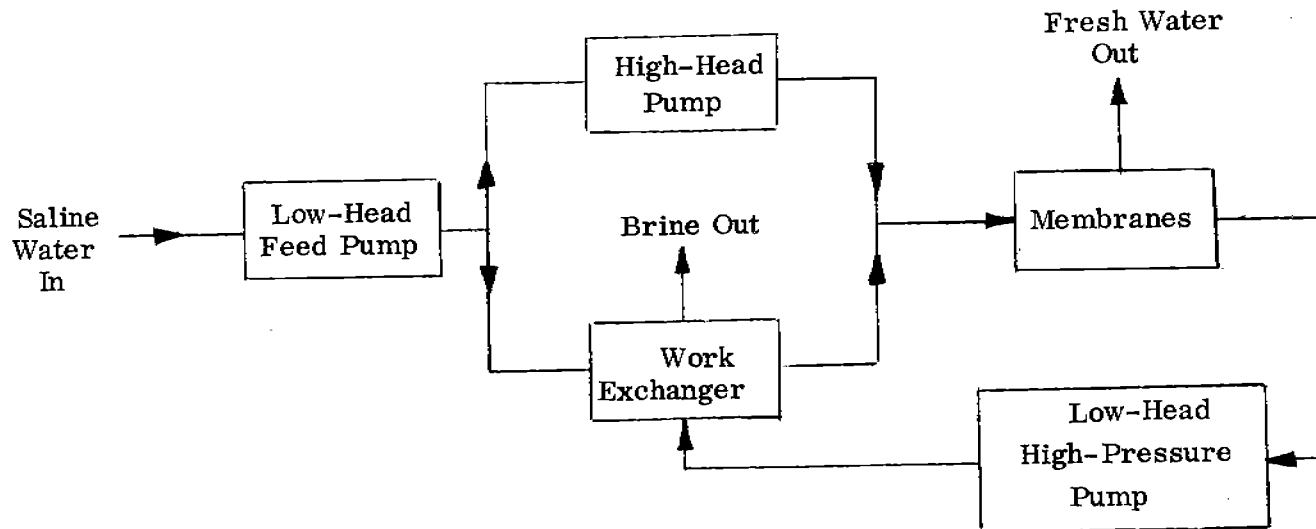 Saline
Water
In
Low-Head
Feed Pump
High-Head
Pump
Brine Out
Work
Exchanger
Fresh Water
Out
Membranes
Low-Head
High-Pressure
Pump